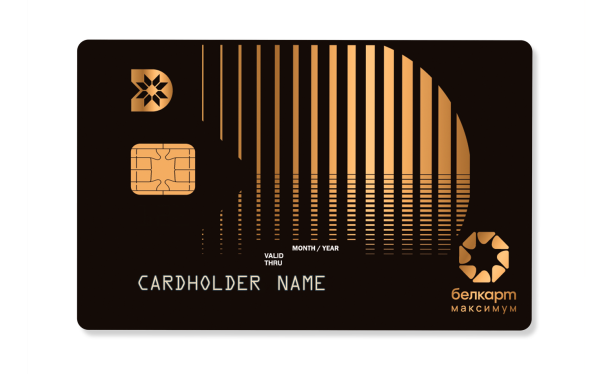 MONTH / YEAR
VALID
THRU
CARDHOLDER NAME
белкарт
максимум